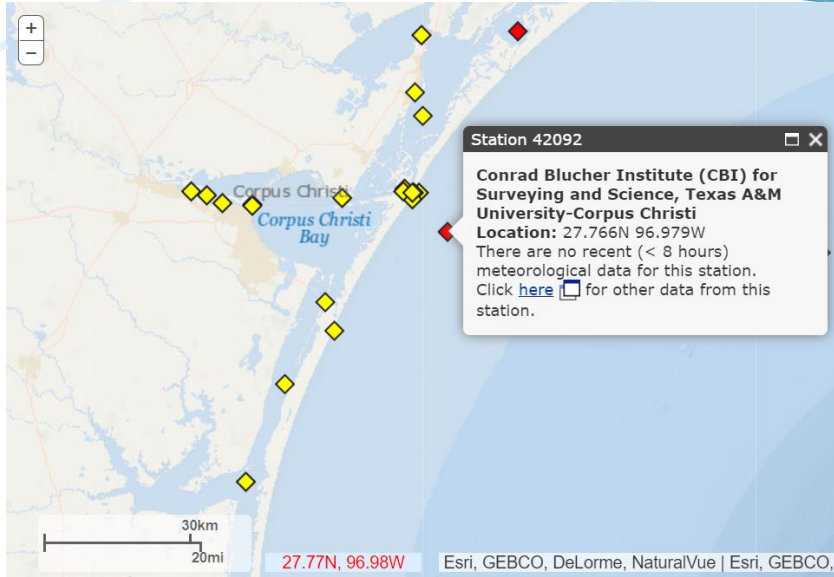 +
−
Station 42092
Conrad Blucher Institute (CBI) for
Surveying and Science, Texas A&M
University-Corpus Christi
Location: 27.766N 96.979W
There are no recent (< 8 hours)
meteorological data for this station.
Click here for other data from this
station.
Corpus Christi
Corpus Christi
Bay
30km
20mi
27.77N, 96.98W
Esri, GEBCO, DeLorme, NaturalVue | Esri, GEBCO,